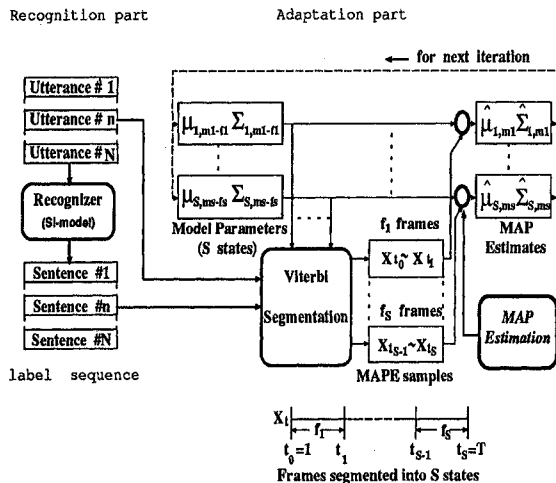 Recognition part
Adaptation part
for next iteration
Utterance # 1
Utterance # n
Utterance #N
Recognizer
(SI-model)
Sentence #1
Sentence #n
Sentence #N
label sequence
μ1,m1-f1 Σ1,m1-f1
μS,ms-fs ΣS,ms-fs
Model Parameters
(S states)
μ̂1,m1 Σ̂1,m1
μ̂S,ms Σ̂S,ms
MAP
Estimates
Viterbi
Segmentation
f1 frames
Xt0~ Xt1
fS frames
XtS-1~XtS
MAPE samples
MAP
Estimation
Xt
f1
fS
t0=1
t1
tS-1
tS=T
Frames segmented into S states